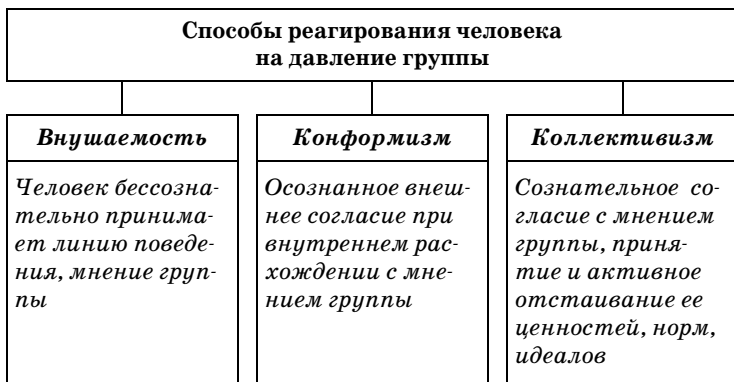 Способы реагирования человека
на давление группы
Внушаемость
Человек бессозна-
тельно принима-
ет линию поведе-
ния, мнение груп-
пы
Конформизм
Осознанное внеш-
нее согласие при
внутреннем рас-
хождении с мне-
нием группы
Коллективизм
Сознательное со-
гласие с мнением
группы, приня-
тие и активное
отстаивание ее
ценностей, норм,
идеалов